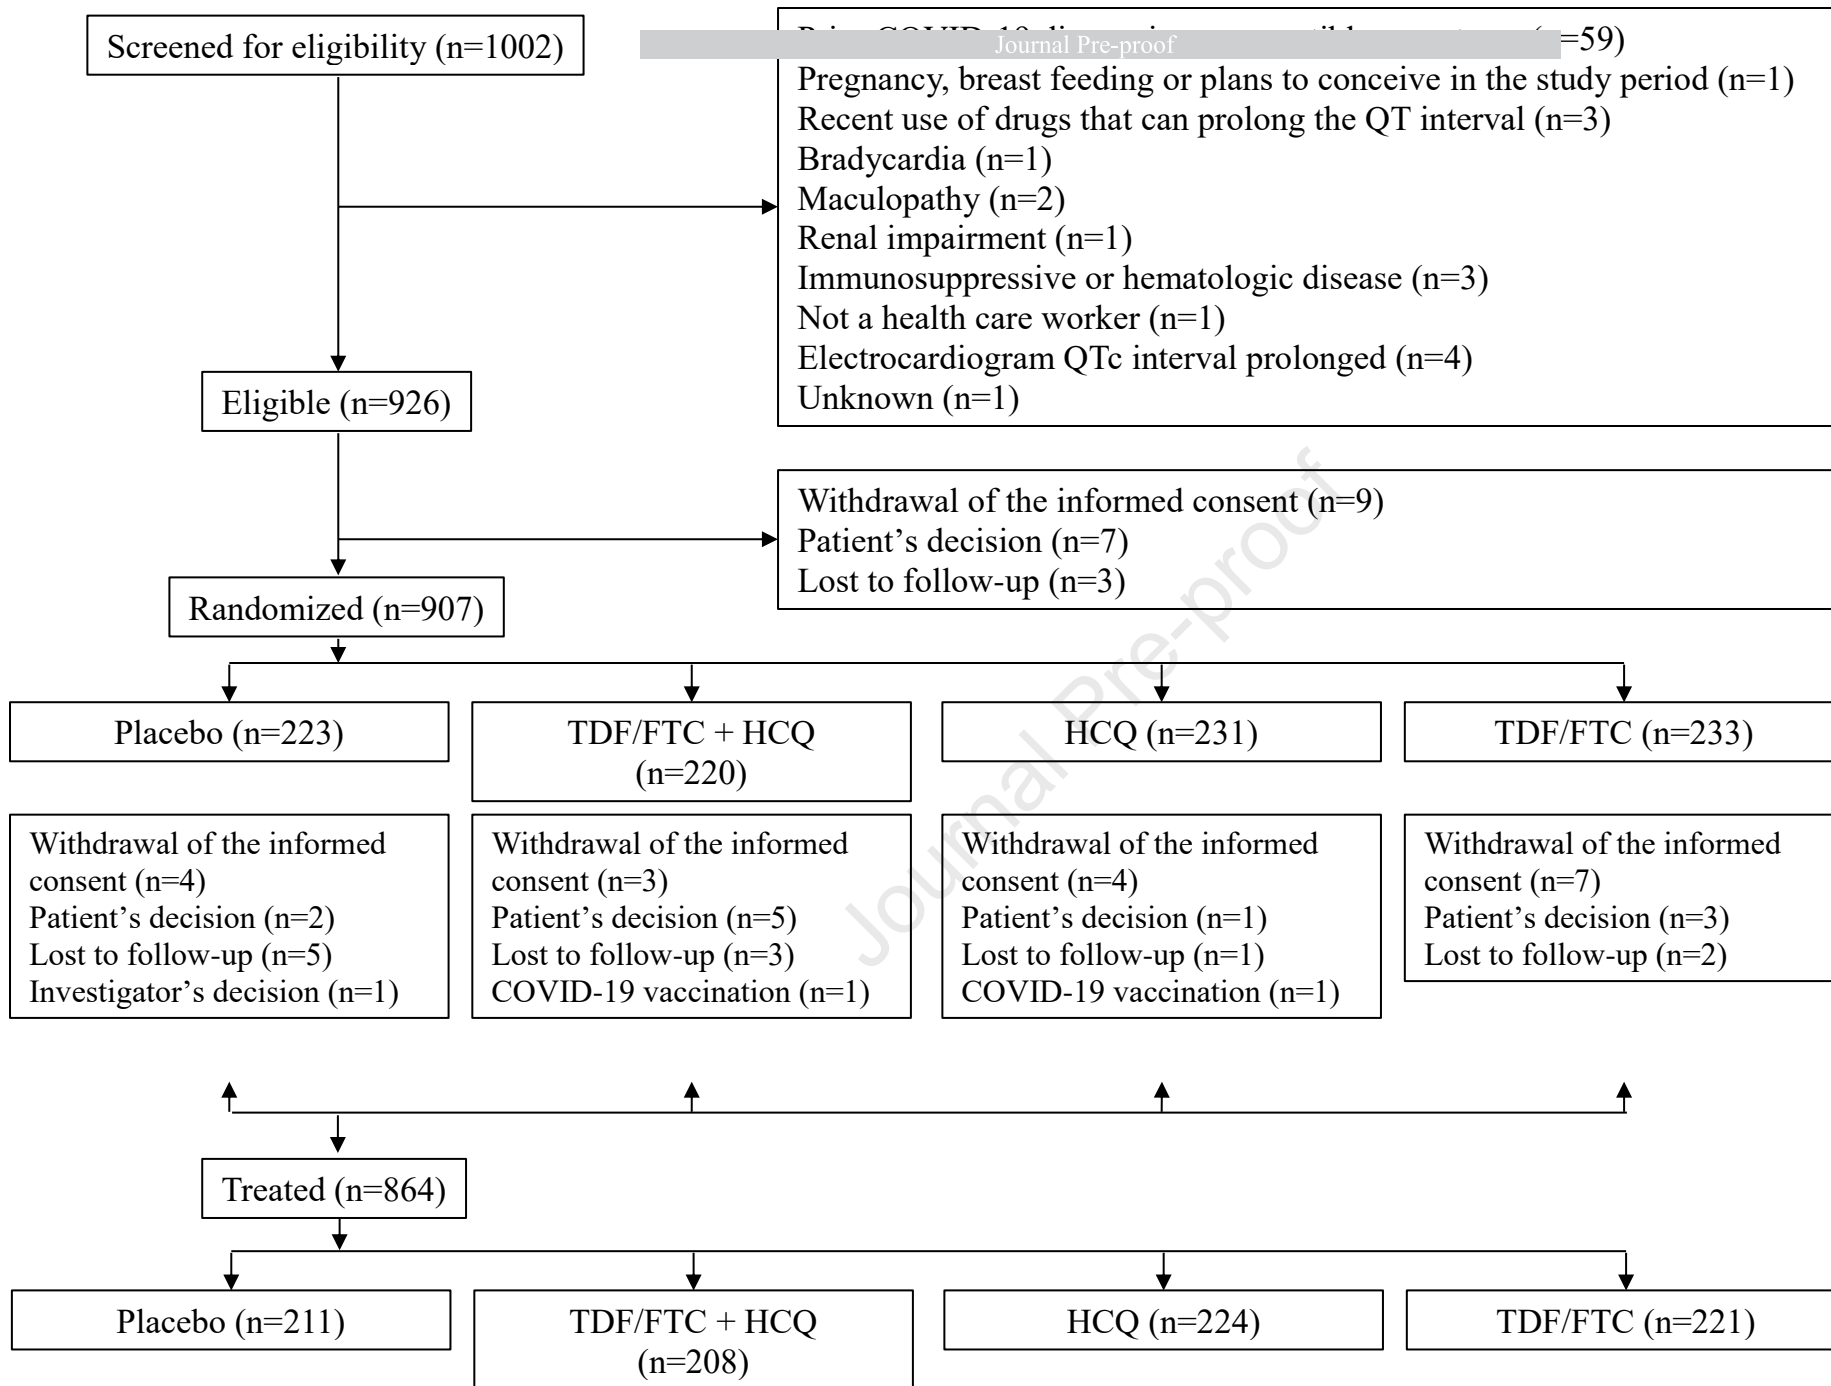 Screened for eligibility (n=1002)
Journal Pre-proof
=59)
Pregnancy, breast feeding or plans to conceive in the study period (n=1)
Recent use of drugs that can prolong the QT interval (n=3)
Bradycardia (n=1)
Maculopathy (n=2)
Renal impairment (n=1)
Immunosuppressive or hematologic disease (n=3)
Not a health care worker (n=1)
Electrocardiogram QTc interval prolonged (n=4)
Unknown (n=1)
Eligible (n=926)
Withdrawal of the informed consent (n=9)
Patient’s decision (n=7)
Lost to follow-up (n=3)
Randomized (n=907)
Journal Pre-proof
Placebo (n=223)
TDF/FTC + HCQ
(n=220)
HCQ (n=231)
TDF/FTC (n=233)
Withdrawal of the informed
consent (n=4)
Patient’s decision (n=2)
Lost to follow-up (n=5)
Investigator’s decision (n=1)
Withdrawal of the informed
consent (n=3)
Patient’s decision (n=5)
Lost to follow-up (n=3)
COVID-19 vaccination (n=1)
Withdrawal of the informed
consent (n=4)
Patient’s decision (n=1)
Lost to follow-up (n=1)
COVID-19 vaccination (n=1)
Withdrawal of the informed
consent (n=7)
Patient’s decision (n=3)
Lost to follow-up (n=2)
Treated (n=864)
Placebo (n=211)
TDF/FTC + HCQ
(n=208)
HCQ (n=224)
TDF/FTC (n=221)